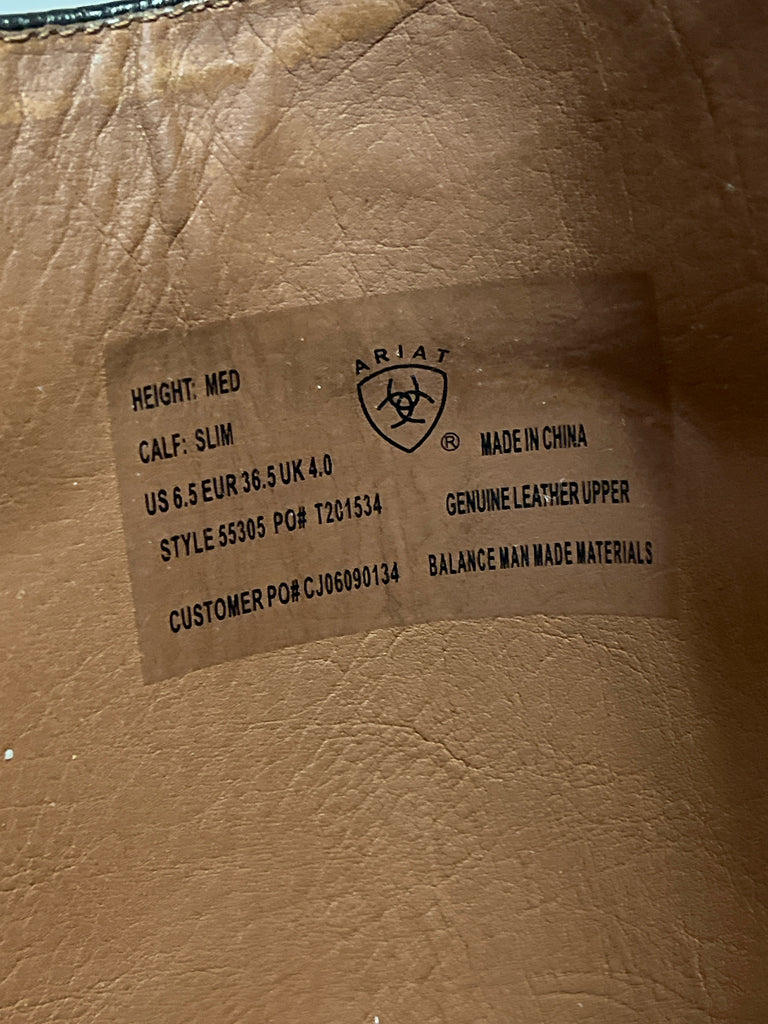 HEIGHT: MED
CALF: SLIM
US 6.5 EUR 36.5 UK 4.0
STYLE 55305 PO# T201534
CUSTOMER PO# CJ06090134
ARIAT
®
MADE IN CHINA
GENUINE LEATHER UPPER
BALANCE MAN MADE MATERIALS